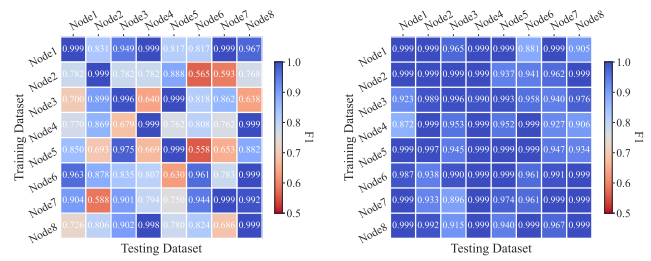 Node1 Node2 Node3 Node4 Node5 Node6 Node7 Node8
Node1 0.999 0.831 0.949 0.999 0.817 0.817 0.999 0.967
Node2 0.782 0.999 0.782 0.782 0.888 0.565 0.593 0.768
Node3 0.700 0.899 0.996 0.640 0.999 0.818 0.862 0.638
Node4 0.770 0.869 0.679 0.999 0.762 0.808 0.762 0.999
Node5 0.850 0.693 0.975 0.669 0.999 0.558 0.653 0.882
Node6 0.963 0.878 0.835 0.807 0.630 0.961 0.783 0.999
Node7 0.904 0.588 0.901 0.794 0.750 0.944 0.999 0.992
Node8 0.726 0.806 0.902 0.998 0.780 0.824 0.686 0.999
Training Dataset
Testing Dataset
1.0
0.9
0.8
0.7
0.6
0.5
F1
Node1 Node2 Node3 Node4 Node5 Node6 Node7 Node8
Node1 0.999 0.999 0.965 0.999 0.999 0.881 0.999 0.905
Node2 0.999 0.999 0.999 0.999 0.937 0.941 0.962 0.999
Node3 0.923 0.989 0.996 0.999 0.993 0.958 0.940 0.976
Node4 0.872 0.999 0.953 0.999 0.952 0.999 0.927 0.906
Node5 0.999 0.997 0.945 0.999 0.999 0.999 0.947 0.934
Node6 0.987 0.938 0.990 0.999 0.999 0.961 0.991 0.999
Node7 0.999 0.933 0.896 0.999 0.974 0.961 0.999 0.999
Node8 0.999 0.992 0.915 0.999 0.940 0.999 0.967 0.999
Training Dataset
Testing Dataset
1.0
0.9
0.8
0.7
0.6
0.5
F1